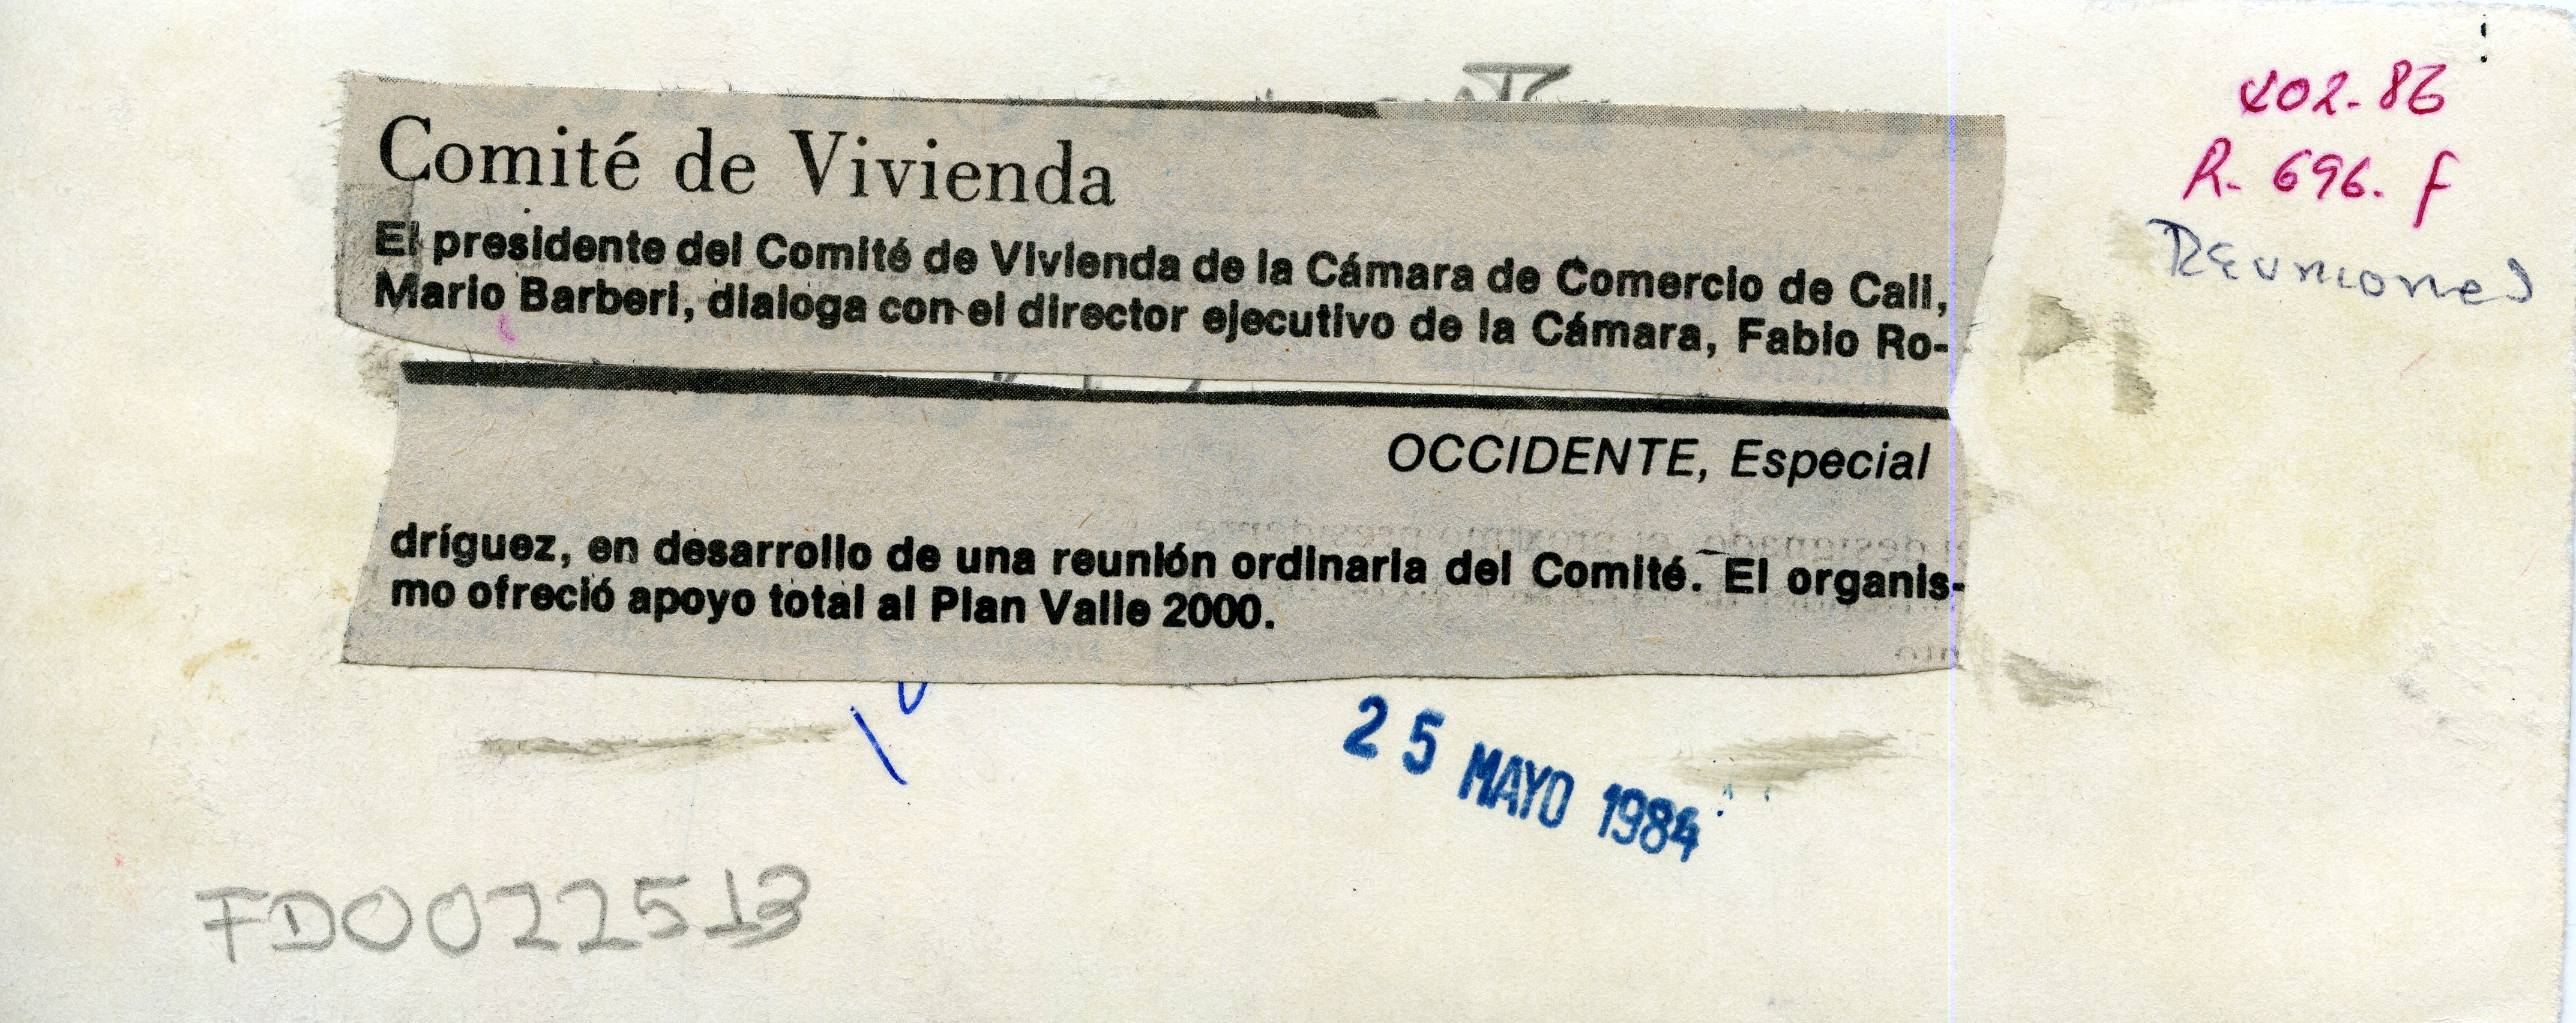 402-86
R- 696. F
Reuniones
Comité de Vivienda
El presidente del Comité de Vivienda de la Cámara de Comercio de Cali,
Mario Barberi, dialoga con el director ejecutivo de la Cámara, Fabio Ro-
OCCIDENTE, Especial
dríguez, en desarrollo de una reunión ordinaria del Comité. El organis-
mo ofreció apoyo total al Plan Valle 2000.
25 MAYO 1984
FD0022513